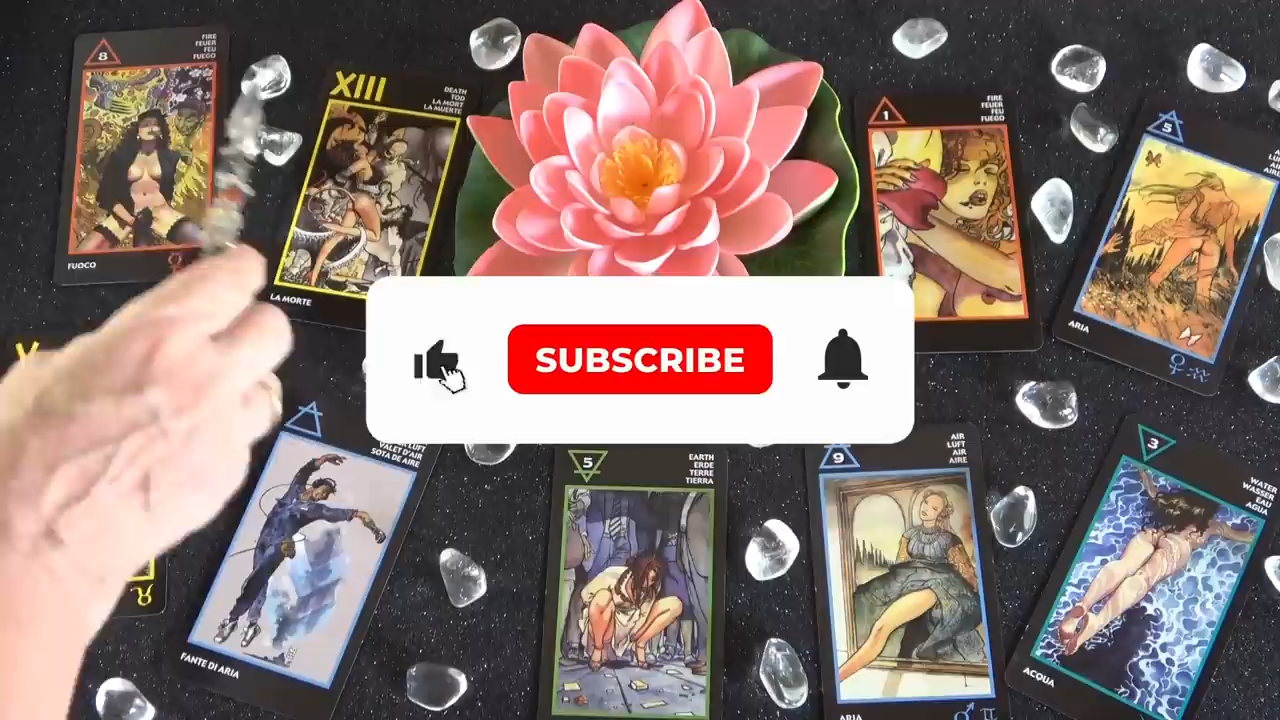 8
FIRE
FEUER
FEU
FUEGO
FUOCO
XIII
DEATH
TOD
LA MORT
LA MUERTE
LA MORTE
1
FIRE
FEUER
FEU
FUEGO
5
ARIA
SUBSCRIBE
VALET D'AIR
SOTA DE AIRE
FANTE DI ARIA
5
EARTH
ERDE
TERRE
TIERRA
9
AIR
LUFT
AIR
AIRE
ARIA
3
WATER
WASSER
EAU
AGUA
ACQUA